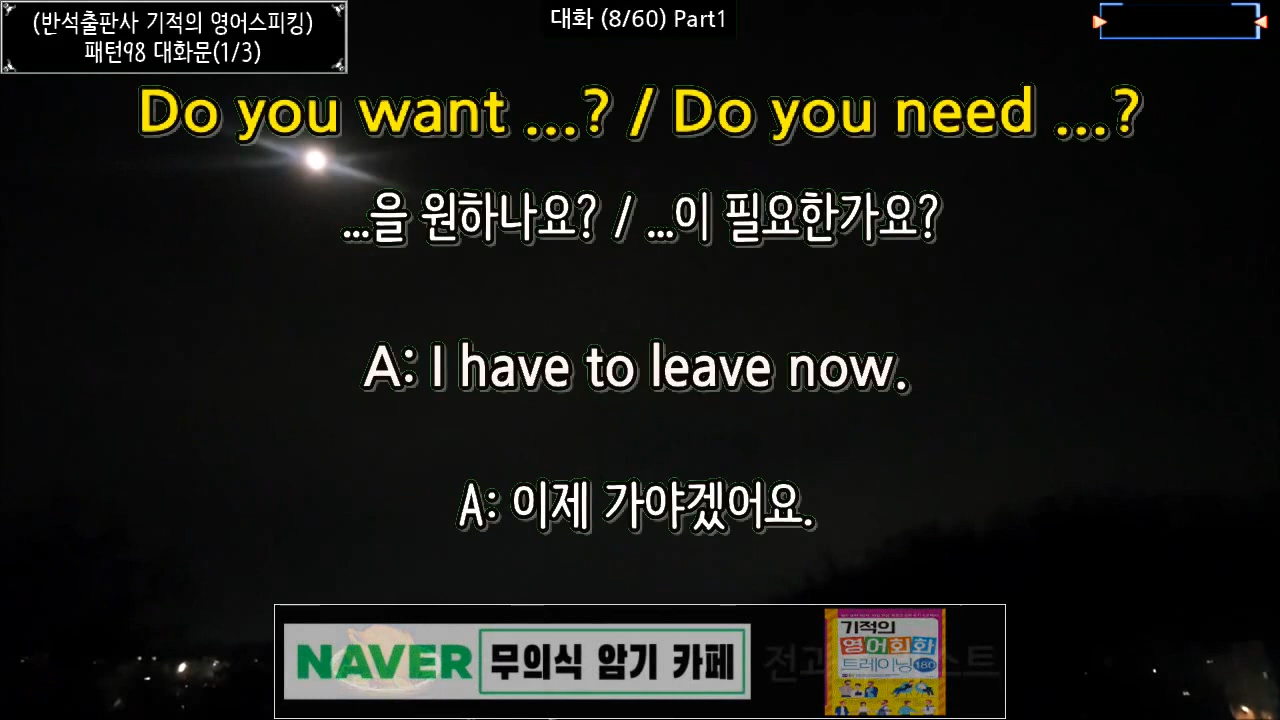 (반석출판사 기적의 영어스피킹)
패턴98 대화문(1/3)
대화 (8/60) Part1
Do you want ...? / Do you need ...?
...을 원하나요? / ...이 필요한가요?
A: I have to leave now.
A: 이제 가야겠어요.
NAVER 무의식 암기 카페
기적의
영어회화
트레이닝 180